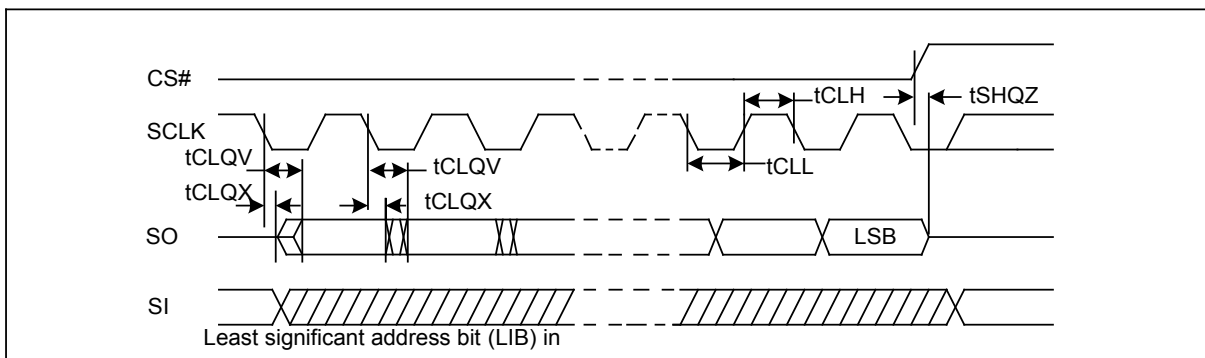 CS#
tCLH
tSHQZ
SCLK
tCLQV
tCLQV
tCLL
tCLQX
tCLQX
SO
LSB
SI
Least significant address bit (LIB) in